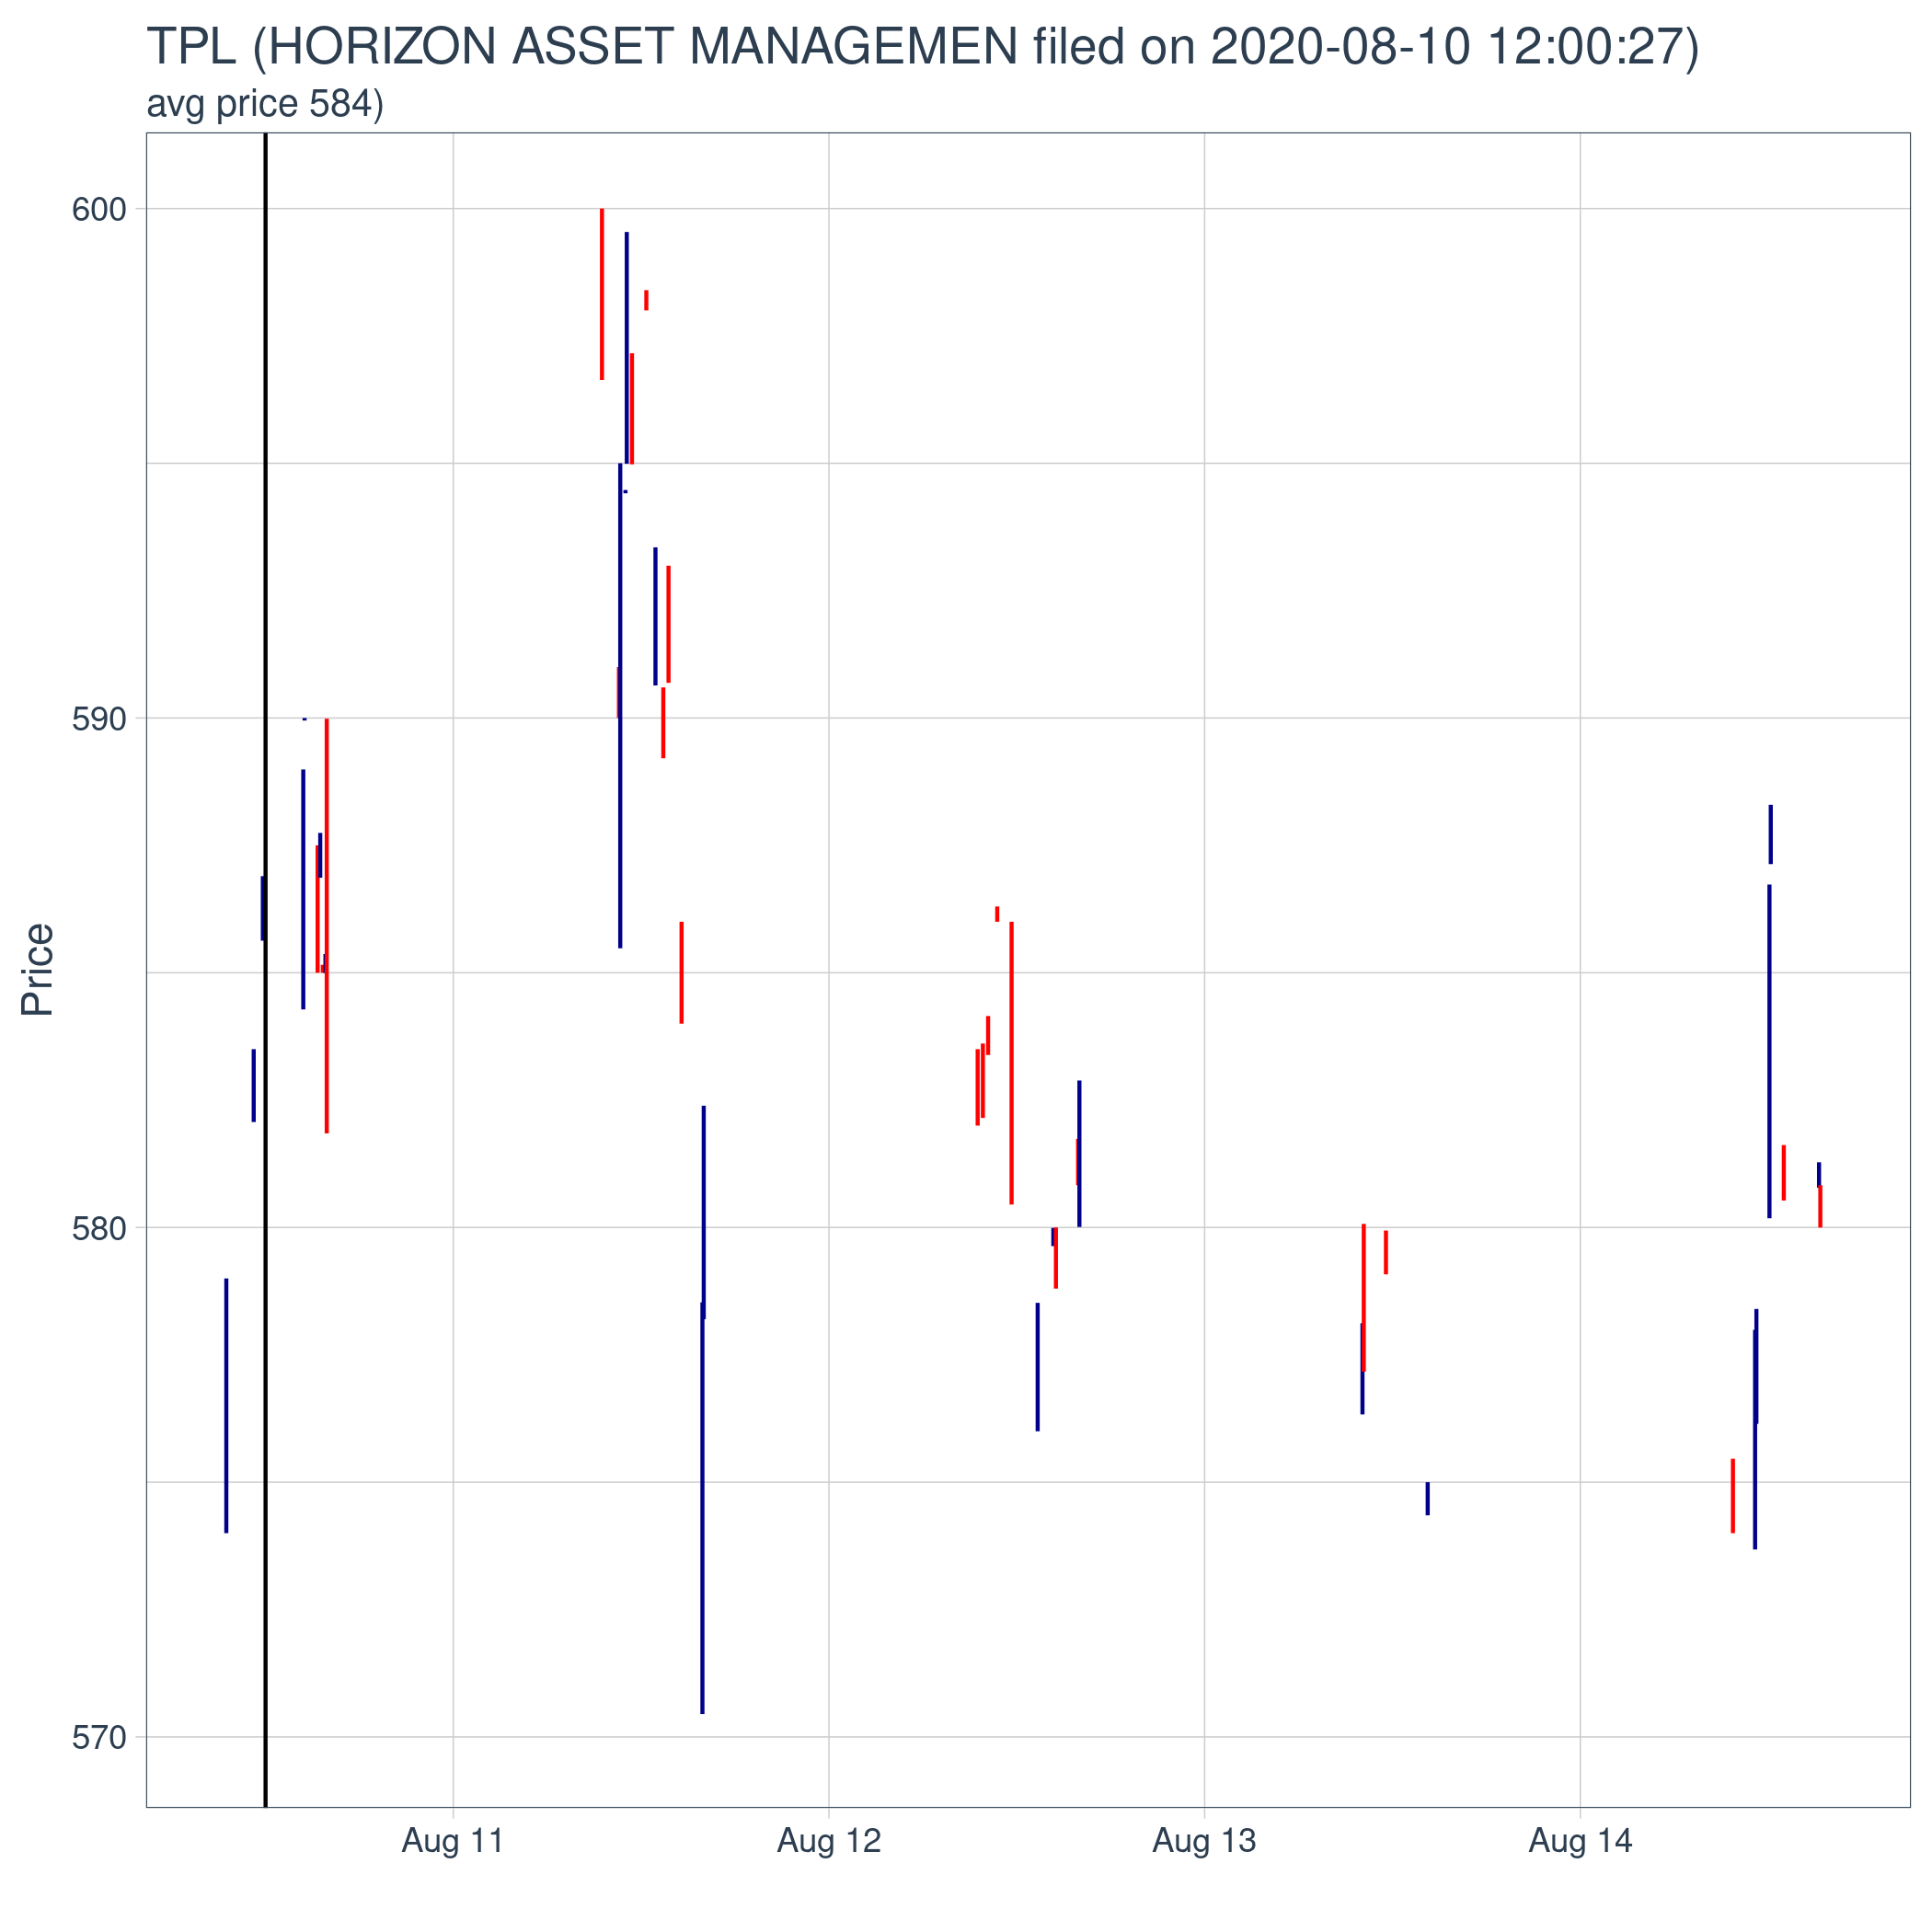 TPL (HORIZON ASSET MANAGEMEN filed on 2020-08-10 12:00:27)
avg price 584)
600
590
Price
580
570
Aug 11 Aug 12 Aug 13 Aug 14